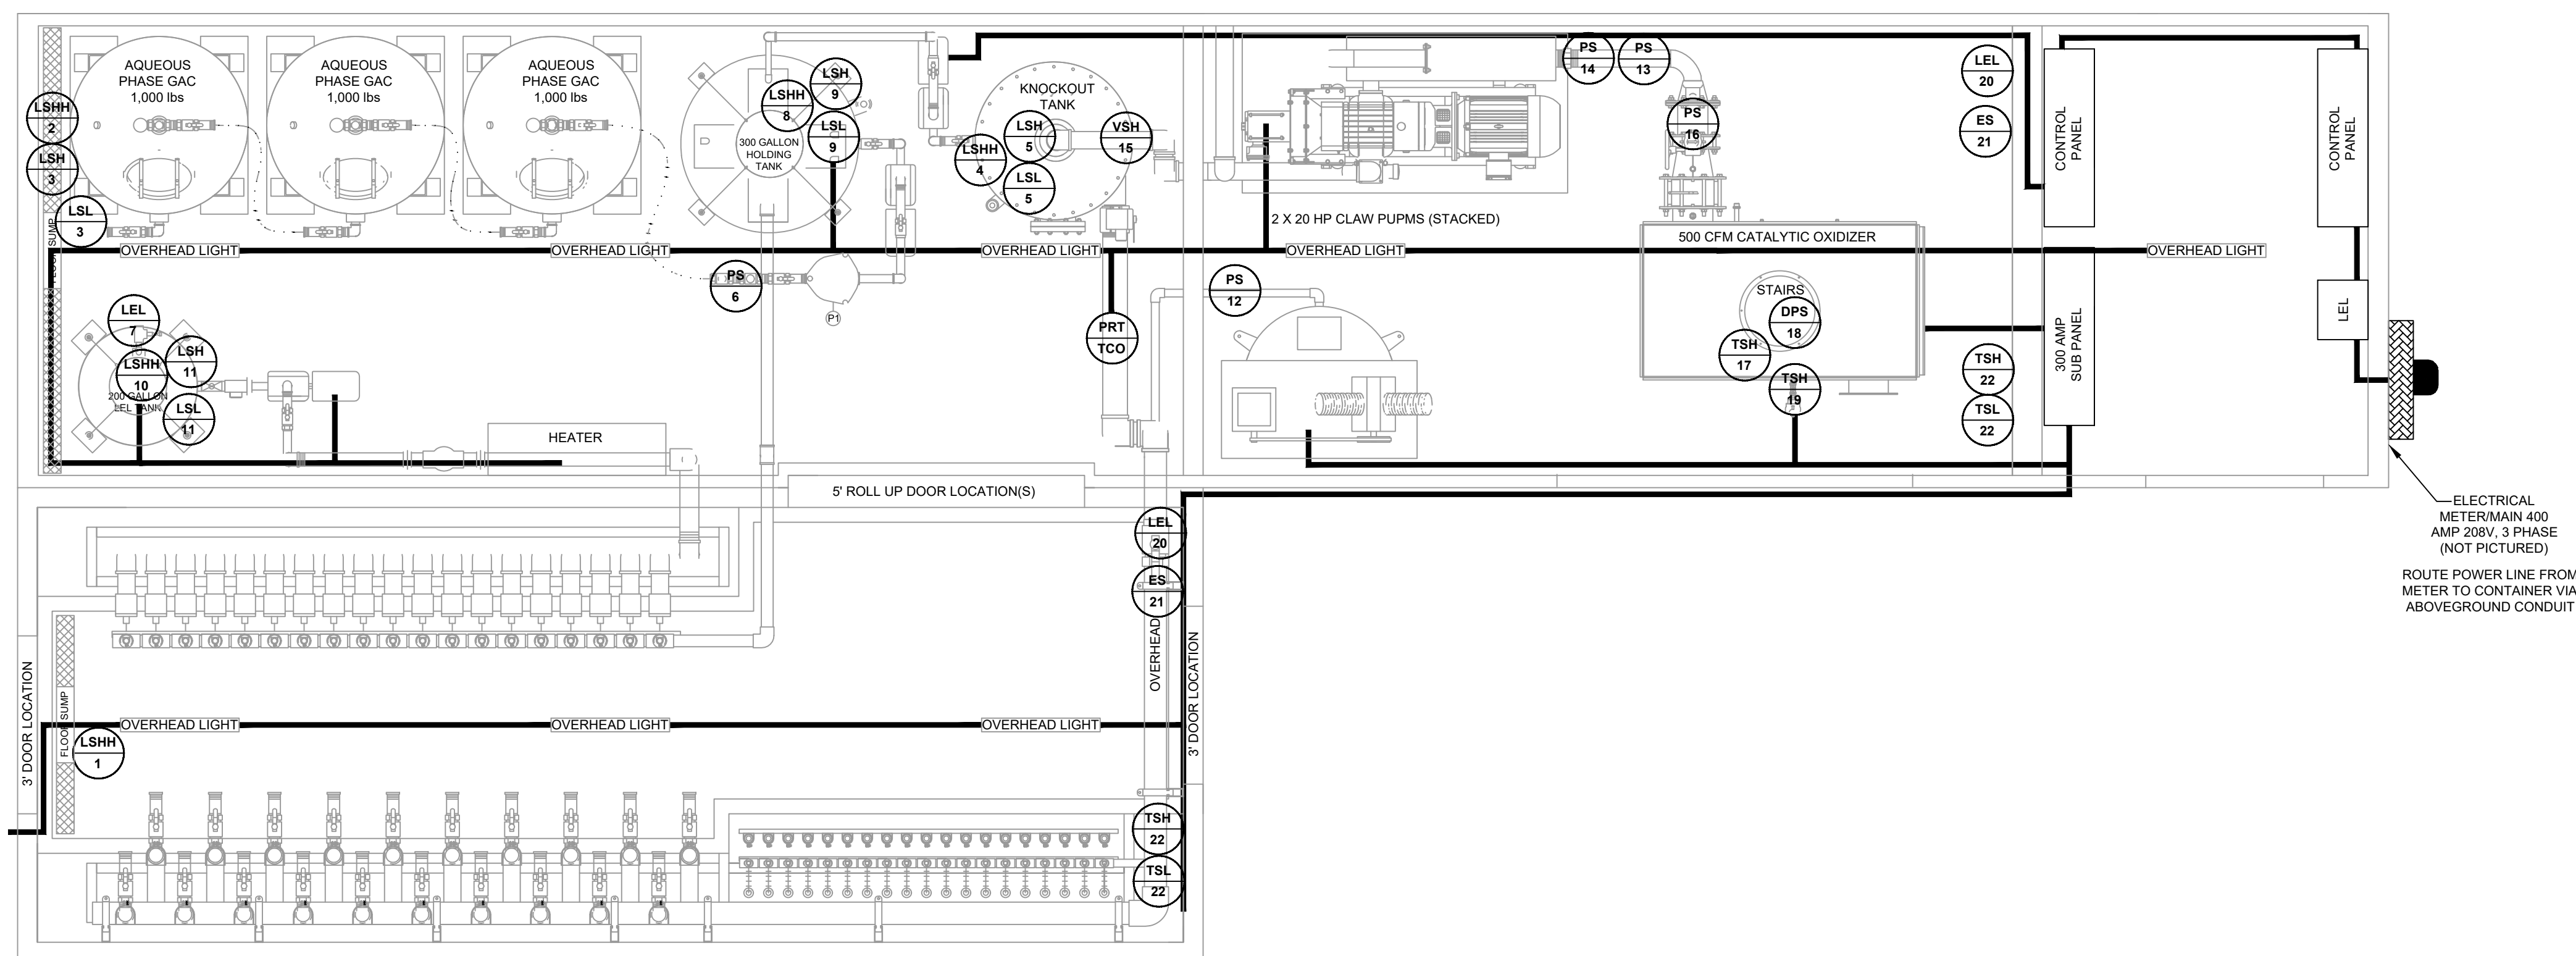 AQUEOUS
PHASE GAC
1,000 lbs
AQUEOUS
PHASE GAC
1,000 lbs
AQUEOUS
PHASE GAC
1,000 lbs
LSHH
2
LSH
3
LSL
3
FLOOR SUMP
LSH
9
LSHH
8
LSL
9
300 GALLON
HOLDING
TANK
KNOCKOUT
TANK
LSH
5
LSHH
4
LSL
5
VSH
15
PS
14
PS
13
PS
16
LEL
20
ES
21
CONTROL
PANEL
CONTROL
PANEL
2 X 20 HP CLAW PUPMS (STACKED)
500 CFM CATALYTIC OXIDIZER
OVERHEAD LIGHT
OVERHEAD LIGHT
OVERHEAD LIGHT
OVERHEAD LIGHT
OVERHEAD LIGHT
PS
6
P1
PS
12
PRT
TCO
STAIRS
DPS
18
TSH
17
TSH
19
TSH
22
TSL
22
300 AMP
SUB PANEL
LEL
LEL
7
LSH
11
LSHH
10
200 GALLON
LEL TANK
LSL
11
HEATER
5' ROLL UP DOOR LOCATION(S)
ELECTRICAL
METER/MAIN 400
AMP 208V, 3 PHASE
(NOT PICTURED)
ROUTE POWER LINE FROM
METER TO CONTAINER VIA
ABOVEGROUND CONDUIT
LEL
20
ES
21
OVERHEAD
3' DOOR LOCATION
3' DOOR LOCATION
FLOOR SUMP
OVERHEAD LIGHT
OVERHEAD LIGHT
OVERHEAD LIGHT
LSHH
1
TSH
22
TSL
22